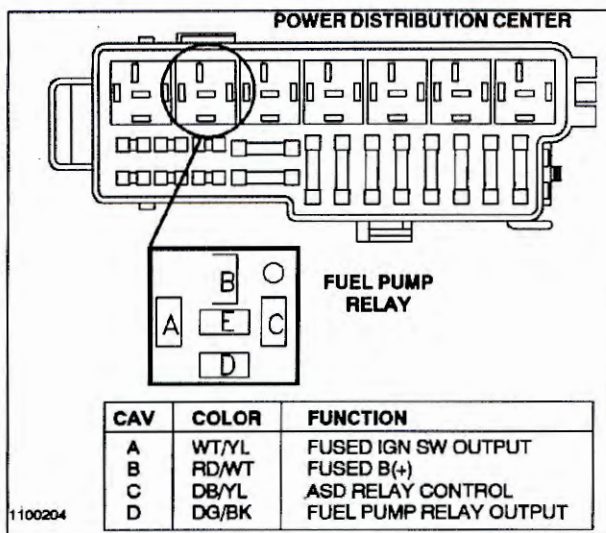 POWER DISTRIBUTION CENTER
B
A
E
C
D
FUEL PUMP
RELAY
CAV COLOR FUNCTION
A WT/YL FUSED IGN SW OUTPUT
B RD/WT FUSED B(+)
C DB/YL ASD RELAY CONTROL
D DG/BK FUEL PUMP RELAY OUTPUT
1100204